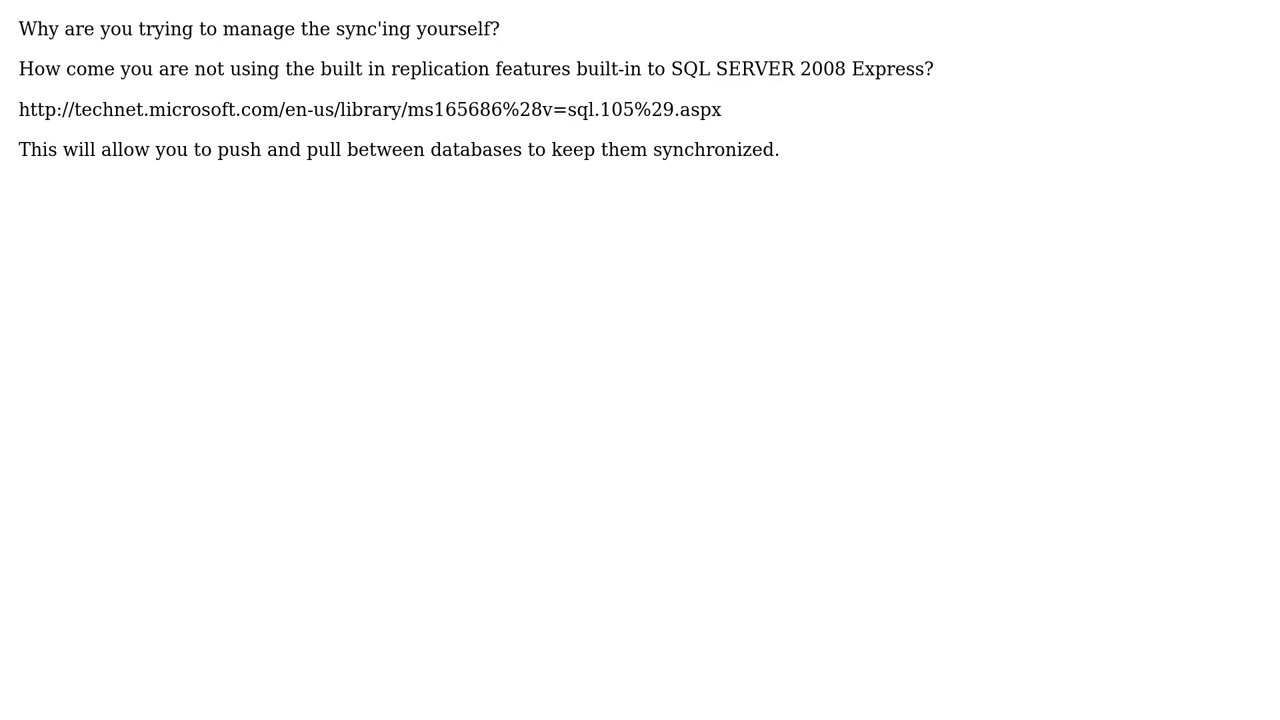 Why are you trying to manage the sync'ing yourself?
How come you are not using the built in replication features built-in to SQL SERVER 2008 Express?
http://technet.microsoft.com/en-us/library/ms165686%28v=sql.105%29.aspx
This will allow you to push and pull between databases to keep them synchronized.